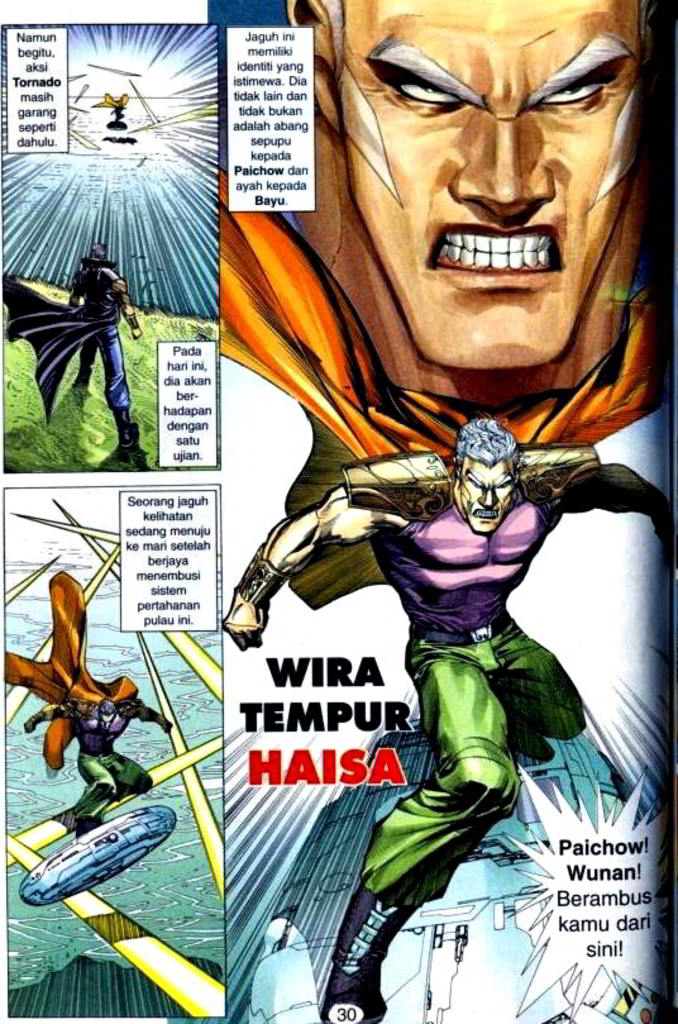 Namun
begitu,
aksi
Tornado
masih
garang
seperti
dahulu.
Pada
hari ini,
dia akan
ber-
hadapan
dengan
satu
ujian.
Seorang jaguh
kelihatan
sedang menuju
ke mari setelah
berjaya
menembusi
sistem
pertahanan
pulau ini.
Jaguh ini
memiliki
identiti yang
istimewa. Dia
tidak lain dan
tidak bukan
adalah abang
sepupu
kepada
Paichow dan
ayah kepada
Bayu.
WIRA
TEMPUR
HAISA
Paichow!
Wunan!
Berambus
kamu dari
sini!
30